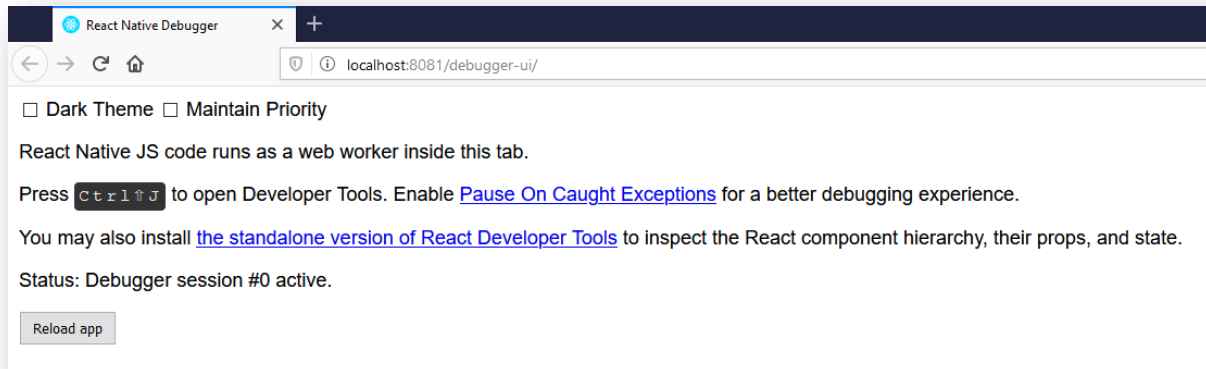 React Native Debugger
localhost:8081/debugger-ui/
Dark Theme Maintain Priority
React Native JS code runs as a web worker inside this tab.
Press Ctrl⇧J to open Developer Tools. Enable Pause On Caught Exceptions for a better debugging experience.
You may also install the standalone version of React Developer Tools to inspect the React component hierarchy, their props, and state.
Status: Debugger session #0 active.
Reload app